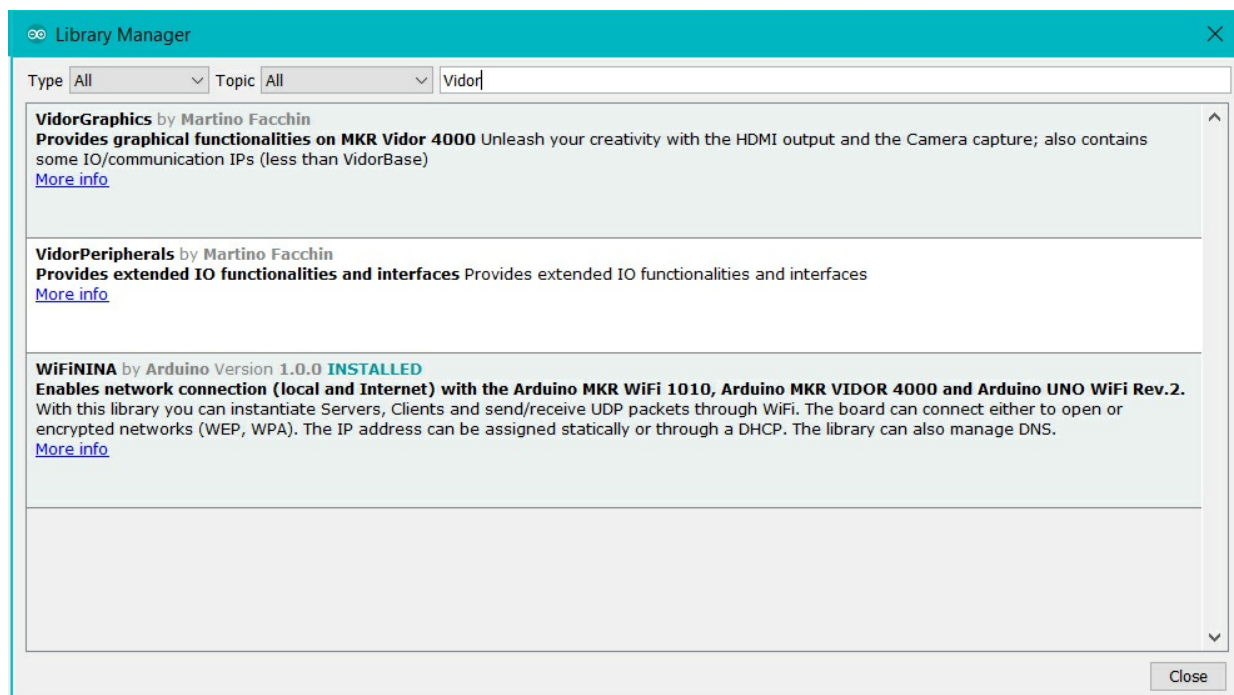 Library Manager
Type All Topic All Vidor
VidorGraphics by Martino Facchin
Provides graphical functionalities on MKR Vidor 4000 Unleash your creativity with the HDMI output and the Camera capture; also contains
some IO/communication IPs (less than VidorBase)
More info
VidorPeripherals by Martino Facchin
Provides extended IO functionalities and interfaces Provides extended IO functionalities and interfaces
More info
WiFiNINA by Arduino Version 1.0.0 INSTALLED
Enables network connection (local and Internet) with the Arduino MKR WiFi 1010, Arduino MKR VIDOR 4000 and Arduino UNO WiFi Rev.2.
With this library you can instantiate Servers, Clients and send/receive UDP packets through WiFi. The board can connect either to open or
encrypted networks (WEP, WPA). The IP address can be assigned statically or through a DHCP. The library can also manage DNS.
More info
Close